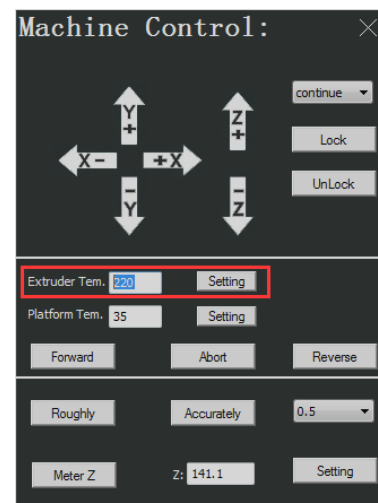 Machine Control:
continue
Y+
Z+
Lock
X- +X
UnLock
-Y
-Z
Extruder Tem. 220 Setting
Platform Tem. 35 Setting
Forward Abort Reverse
Roughly Accurately 0.5
Meter Z Z: 141.1 Setting